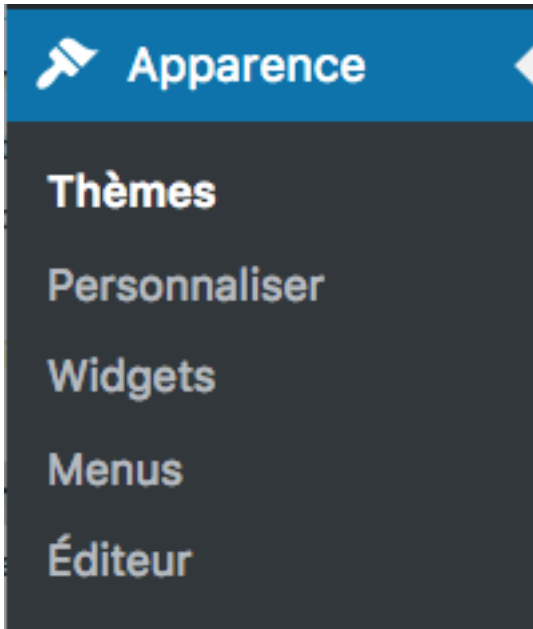 Apparence
Thèmes
Personnaliser
Widgets
Menus
Éditeur